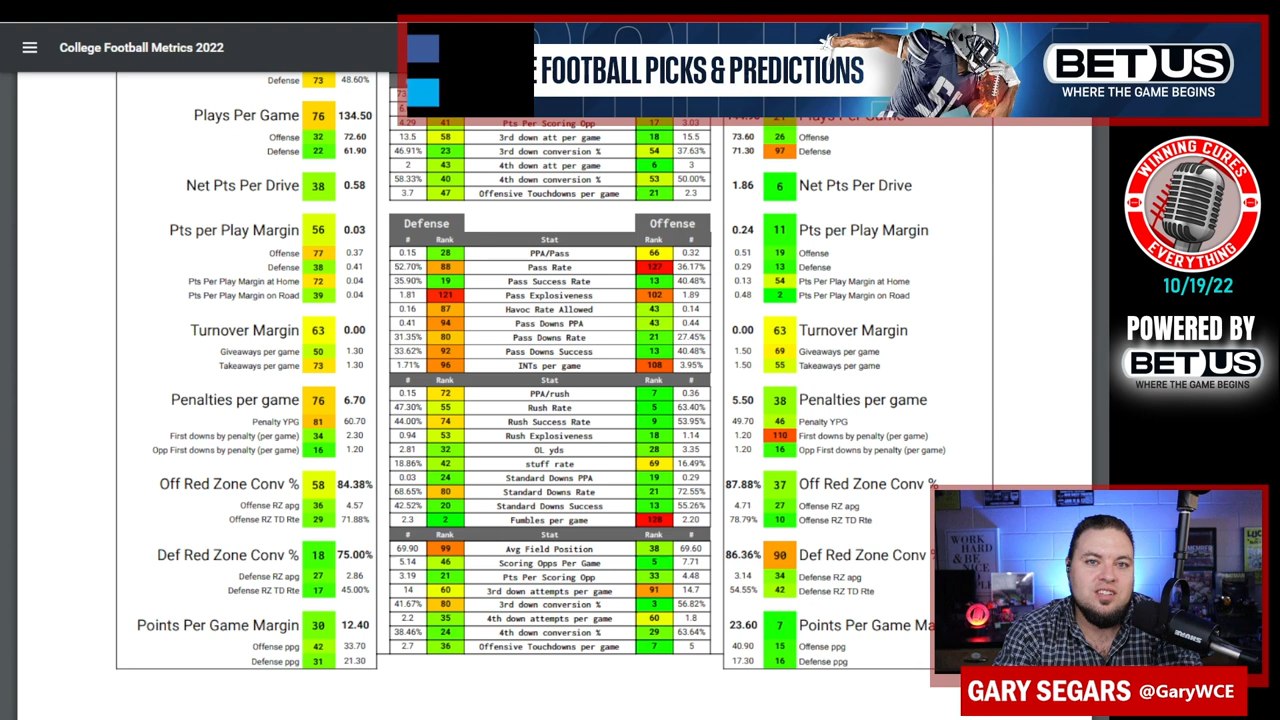 College Football Metrics 2022
E FOOTBALL PICKS & PREDICTIONS
BETUS
WHERE THE GAME BEGINS
WINNING CURES
EVERYTHING
10/19/22
POWERED BY
BETUS
WHERE THE GAME BEGINS
Defense 73 48.60%
Plays Per Game 76 134.50
Offense 32 72.60
Defense 22 61.90
Net Pts Per Drive 38 0.58
Pts per Play Margin 56 0.03
Offense 77 0.37
Defense 38 0.41
Pts Per Play Margin at Home 72 0.04
Pts Per Play Margin on Road 39 0.04
Turnover Margin 63 0.00
Giveaways per game 50 1.30
Takeaways per game 73 1.30
Penalties per game 76 6.70
Penalty YPG 81 60.70
First downs by penalty (per game) 34 2.30
Opp First downs by penalty (per game) 16 1.20
Off Red Zone Conv % 58 84.38%
Offense RZ apg 36 4.57
Offense RZ TD Rte 29 71.88%
Def Red Zone Conv % 18 75.00%
Defense RZ apg 27 2.86
Defense RZ TD Rte 17 45.00%
Points Per Game Margin 30 12.40
Offense ppg 42 33.70
Defense ppg 31 21.30
4.29 41 Pts Per Scoring Opp 17 3.03
13.5 58 3rd down att per game 18 15.5
46.91% 23 3rd down conversion % 54 37.63%
2 43 4th down att per game 6 3
58.33% 40 4th down conversion % 53 50.00%
3.7 47 Offensive Touchdowns per game 21 2.3
Defense Offense
# Rank Stat Rank #
0.15 28 PPA/Pass 66 0.32
52.70% 88 Pass Rate 127 36.17%
35.90% 19 Pass Success Rate 13 40.48%
1.81 121 Pass Explosiveness 102 1.89
0.16 87 Havoc Rate Allowed 43 0.14
0.41 94 Pass Downs PPA 43 0.44
31.35% 80 Pass Downs Rate 21 27.45%
33.62% 92 Pass Downs Success 13 40.48%
1.71% 96 INTs per game 108 3.95%
# Rank Stat Rank #
0.15 72 PPA/rush 7 0.36
47.30% 55 Rush Rate 5 63.40%
44.00% 74 Rush Success Rate 9 53.95%
0.94 53 Rush Explosiveness 18 1.14
2.81 32 OL yds 28 3.35
18.86% 42 stuff rate 69 16.49%
0.03 24 Standard Downs PPA 19 0.29
68.65% 80 Standard Downs Rate 21 72.55%
42.52% 20 Standard Downs Success 13 55.26%
2.3 2 Fumbles per game 128 2.20
# Rank Stat Rank #
69.90 99 Avg Field Position 38 69.60
5.14 46 Scoring Opps Per Game 5 7.71
3.19 21 Pts Per Scoring Opp 33 4.48
14 60 3rd down attempts per game 91 14.7
41.67% 80 3rd down conversion % 3 56.82%
2.2 35 4th down attempts per game 60 1.8
38.46% 24 4th down conversion % 29 63.64%
2.7 36 Offensive Touchdowns per game 7 5
73.60 26 Offense
71.30 97 Defense
1.86 6 Net Pts Per Drive
0.24 11 Pts per Play Margin
0.51 19 Offense
0.29 13 Defense
0.13 54 Pts Per Play Margin at Home
0.48 2 Pts Per Play Margin on Road
0.00 63 Turnover Margin
1.50 69 Giveaways per game
1.50 55 Takeaways per game
5.50 38 Penalties per game
49.70 46 Penalty YPG
1.20 110 First downs by penalty (per game)
1.20 16 Opp First downs by penalty (per game)
87.88% 37 Off Red Zone Conv %
4.71 27 Offense RZ apg
78.79% 10 Offense RZ TD Rte
86.36% 90 Def Red Zone Conv
3.14 34 Defense RZ apg
54.55% 42 Defense RZ TD Rte
23.60 7 Points Per Game Ma
40.90 15 Offense ppg
17.30 16 Defense ppg
WORK
HARD
& BE
GARY SEGARS @GaryWCE